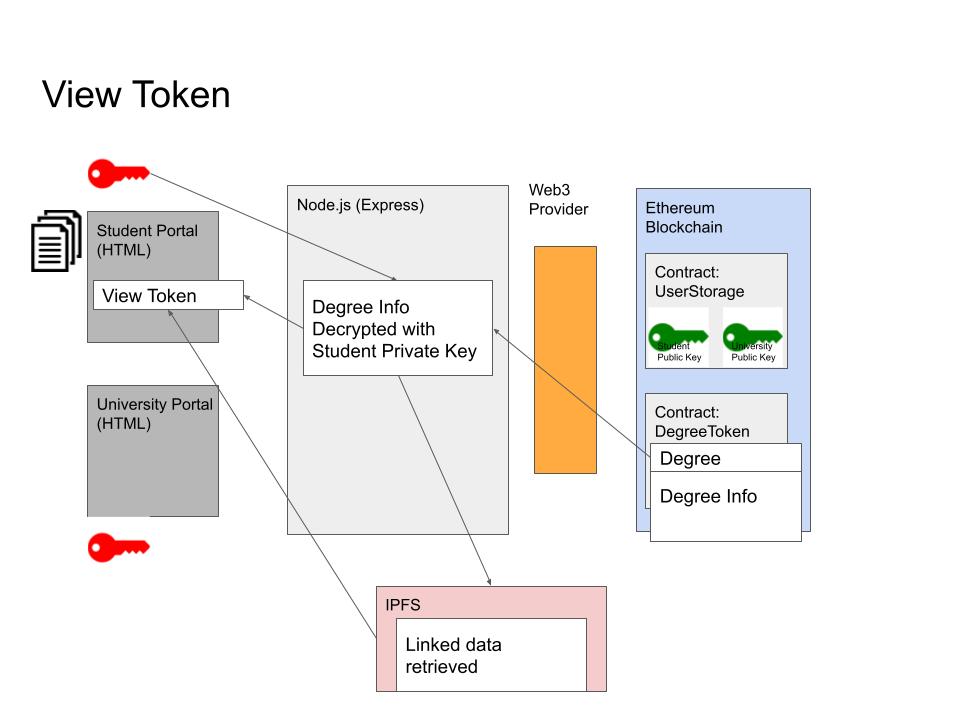 View Token
Student Portal
(HTML)
View Token
University Portal
(HTML)
Node.js (Express)
Degree Info
Decrypted with
Student Private Key
Web3
Provider
Ethereum
Blockchain
Contract:
UserStorage
Student
Public Key
University
Public Key
Contract:
DegreeToken
Degree
Degree Info
IPFS
Linked data
retrieved